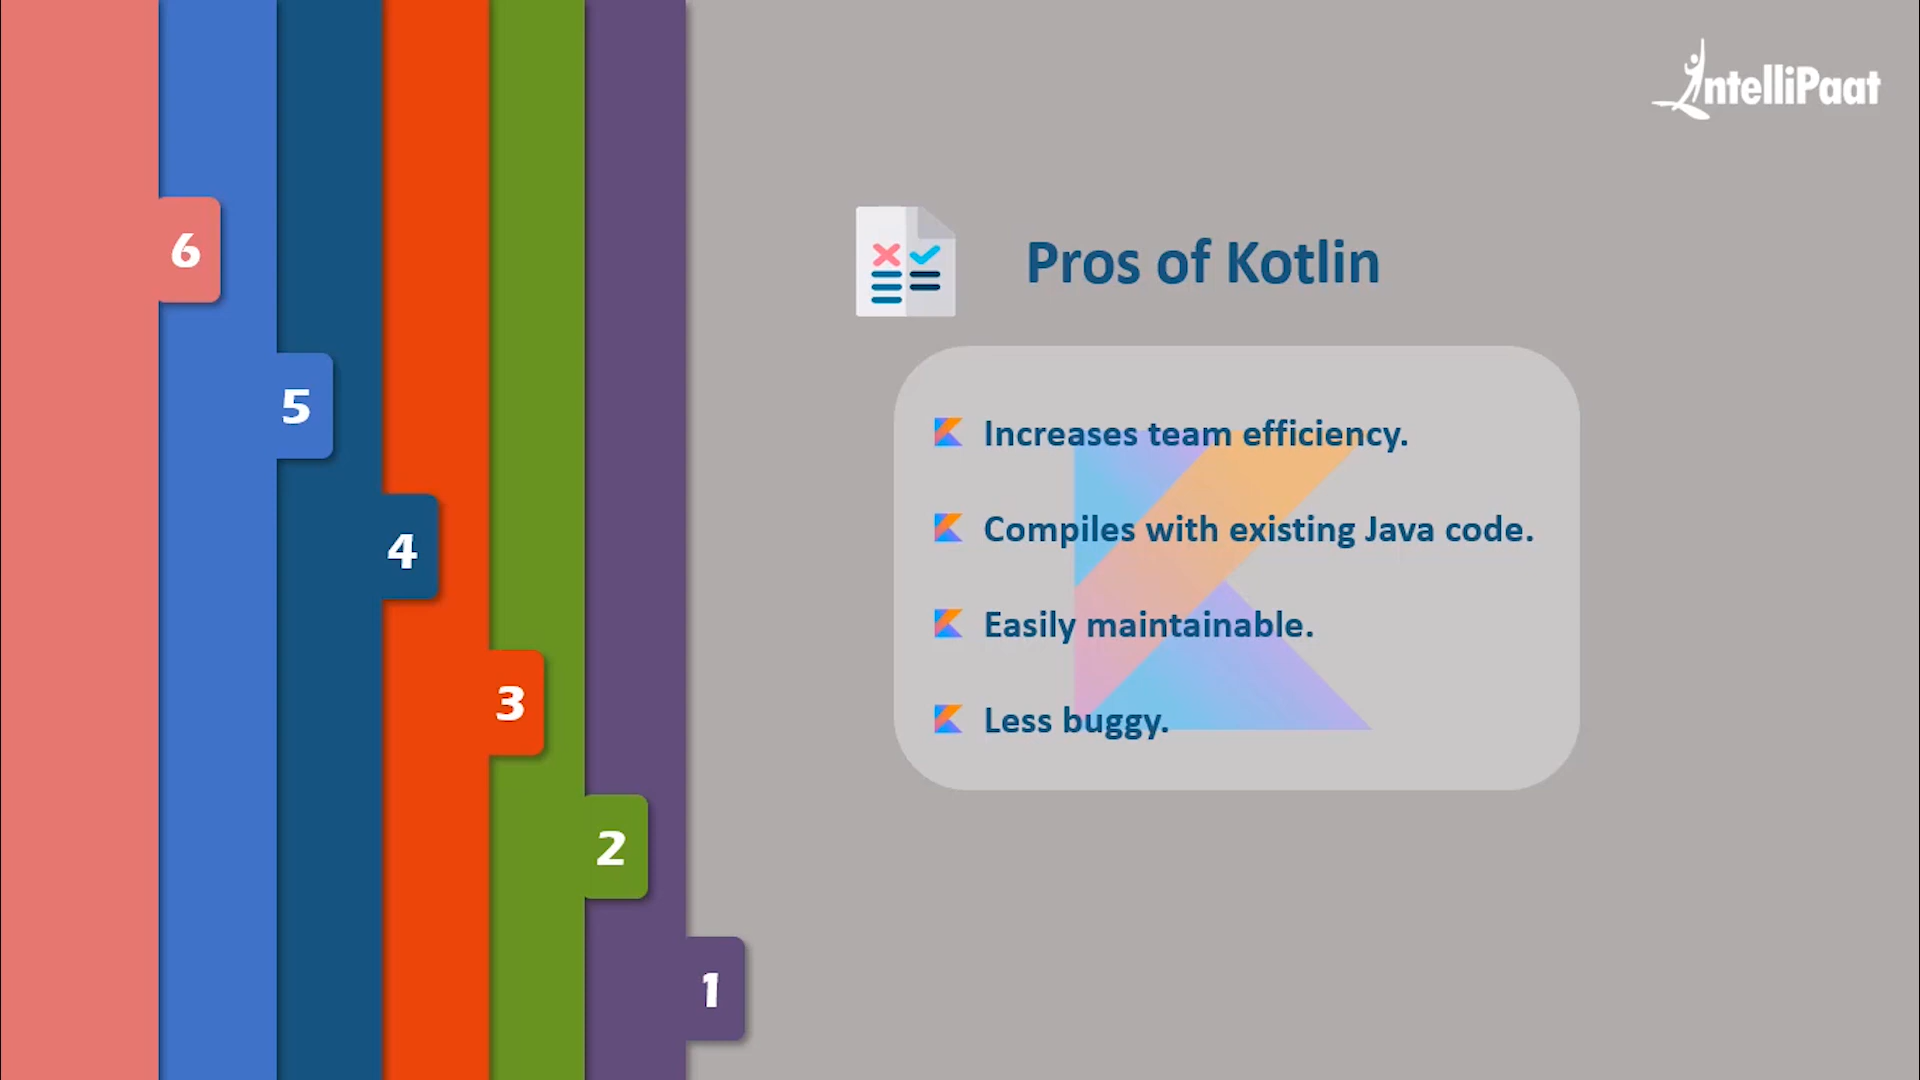 IntelliPaat
6
5
4
3
2
1
Pros of Kotlin
Increases team efficiency.
Compiles with existing Java code.
Easily maintainable.
Less buggy.